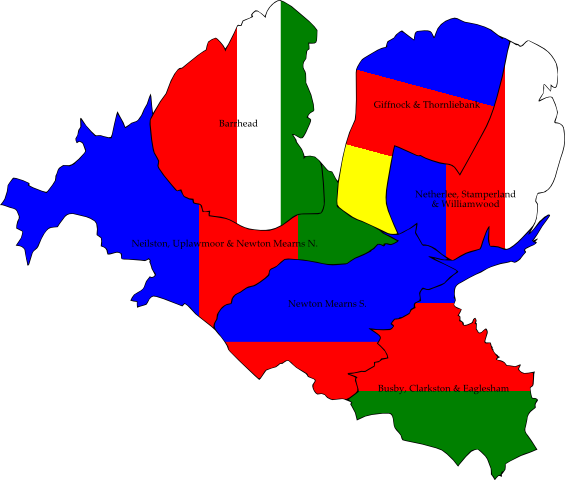 Barrhead
Giffnock & Thornliebank
Netherlee, Stamperland
& Williamwood
Neilston, Uplawmoor & Newton Mearns N.
Newton Mearns S.
Busby, Clarkston & Eaglesham